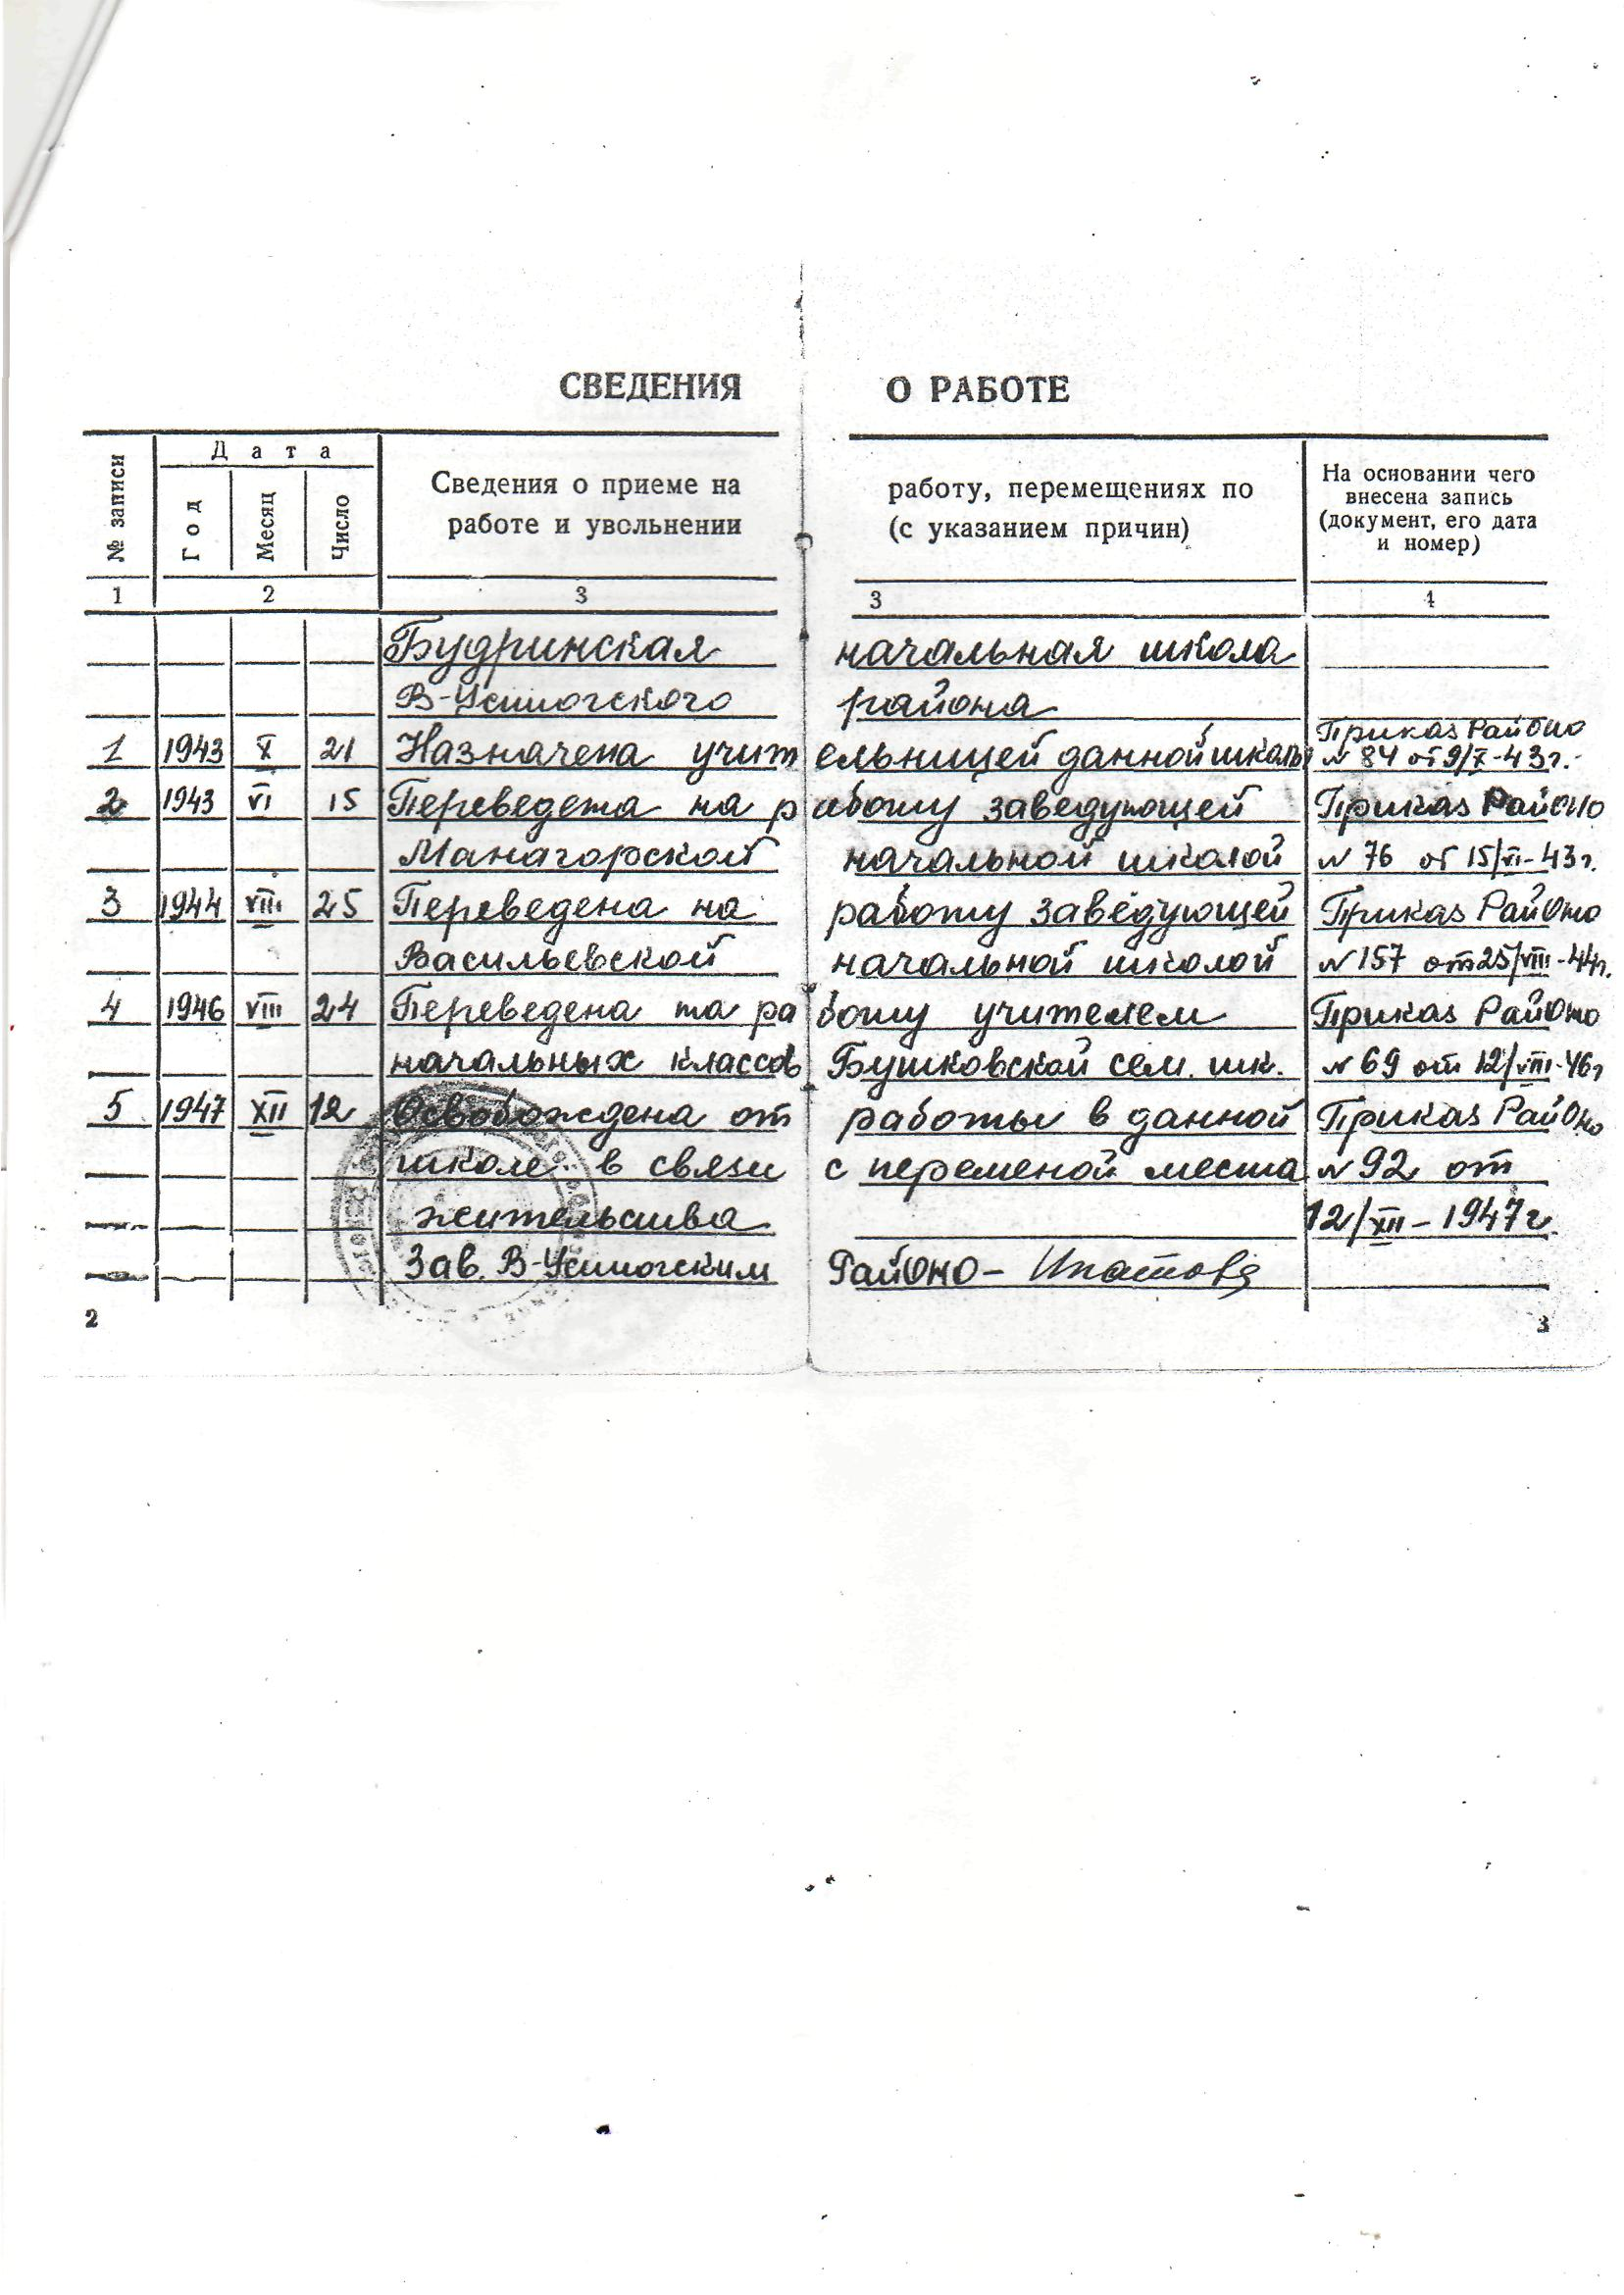 СВЕДЕНИЯ О РАБОТЕ
№ записи
Дата
Год
Месяц
Число
Сведения о приеме на работу, перемещениях по
работе и увольнении (с указанием причин)
На основании чего
внесена запись
(документ, его дата
и номер)
1 2 3 3 4
Будринская начальная школа
В-Устюгского района
Приказ РайОно
1 1943 X 21 Назначена учительницей данной школы № 84 от 9/X-43г.
2 1943 VI 15 Переведена на работу заведующей Приказ РайОно
Манагорской начальной школой № 76 от 15/VI-43г.
3 1944 VIII 25 Переведена на работу заведующей Приказ РайОно
Васильевской начальной школой № 157 от 25/VIII-44г.
4 1946 VIII 24 Переведена на работу учителем Приказ РайОно
начальных классов Бушковской сем. шк. № 69 от 12/VIII-46г
5 1947 XII 12 Освобождена от работы в данной Приказ РайОно
школе в связи с переменой места № 92 от
жительства 12/XII-1947г.
Зав. В-Устюгским РайОно - Ипатова
2 3